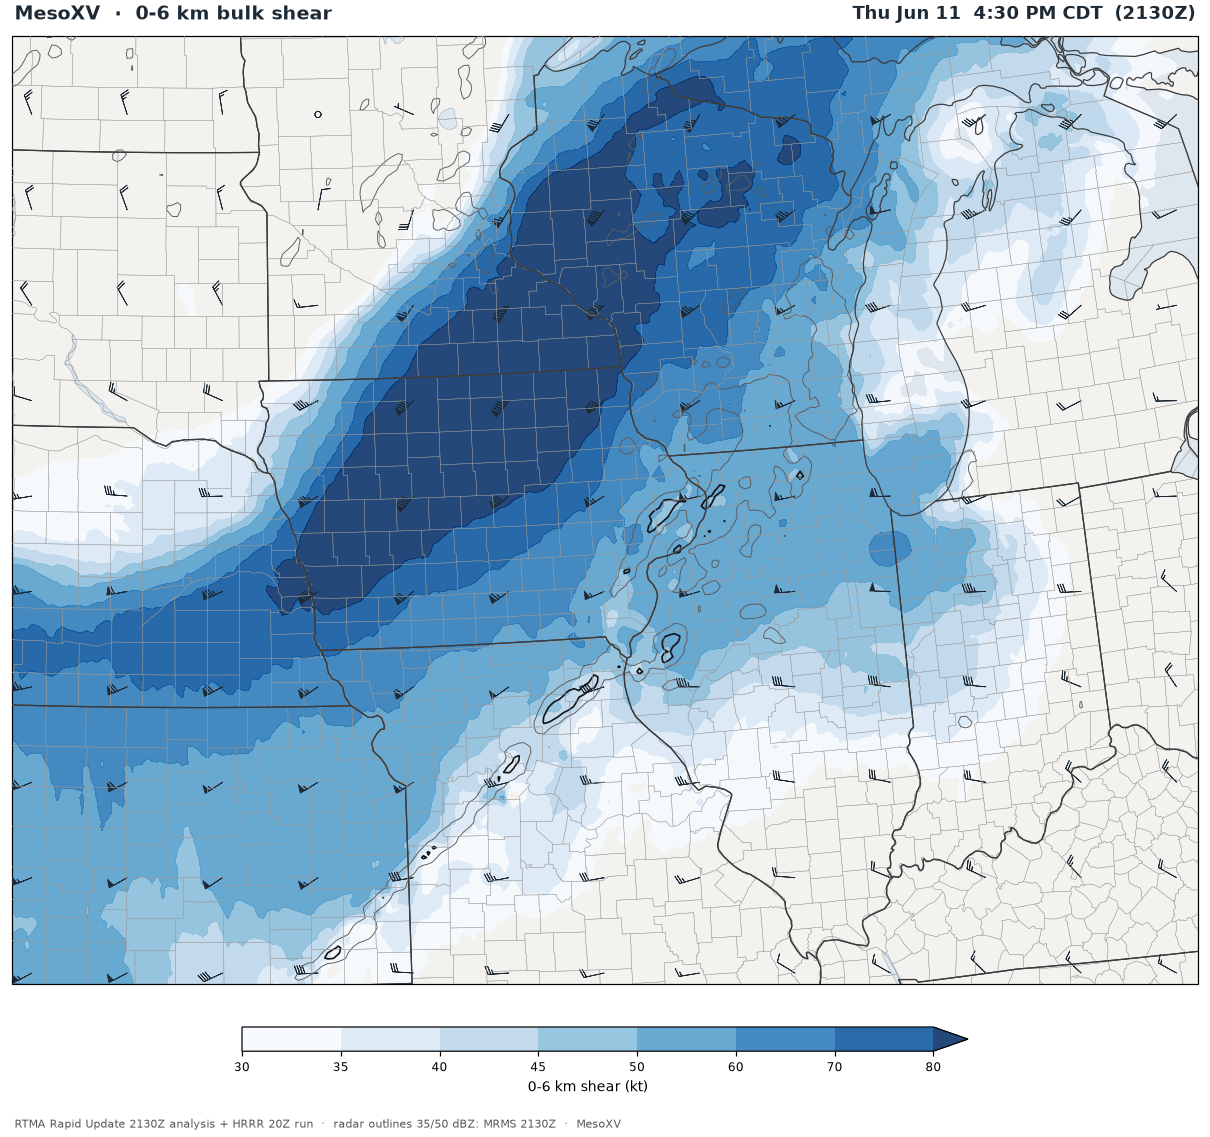 MesoXV · 0-6 km bulk shear
Thu Jun 11 4:30 PM CDT (2130Z)
30 35 40 45 50 60 70 80
0-6 km shear (kt)
RTMA Rapid Update 2130Z analysis + HRRR 20Z run · radar outlines 35/50 dBZ: MRMS 2130Z · MesoXV